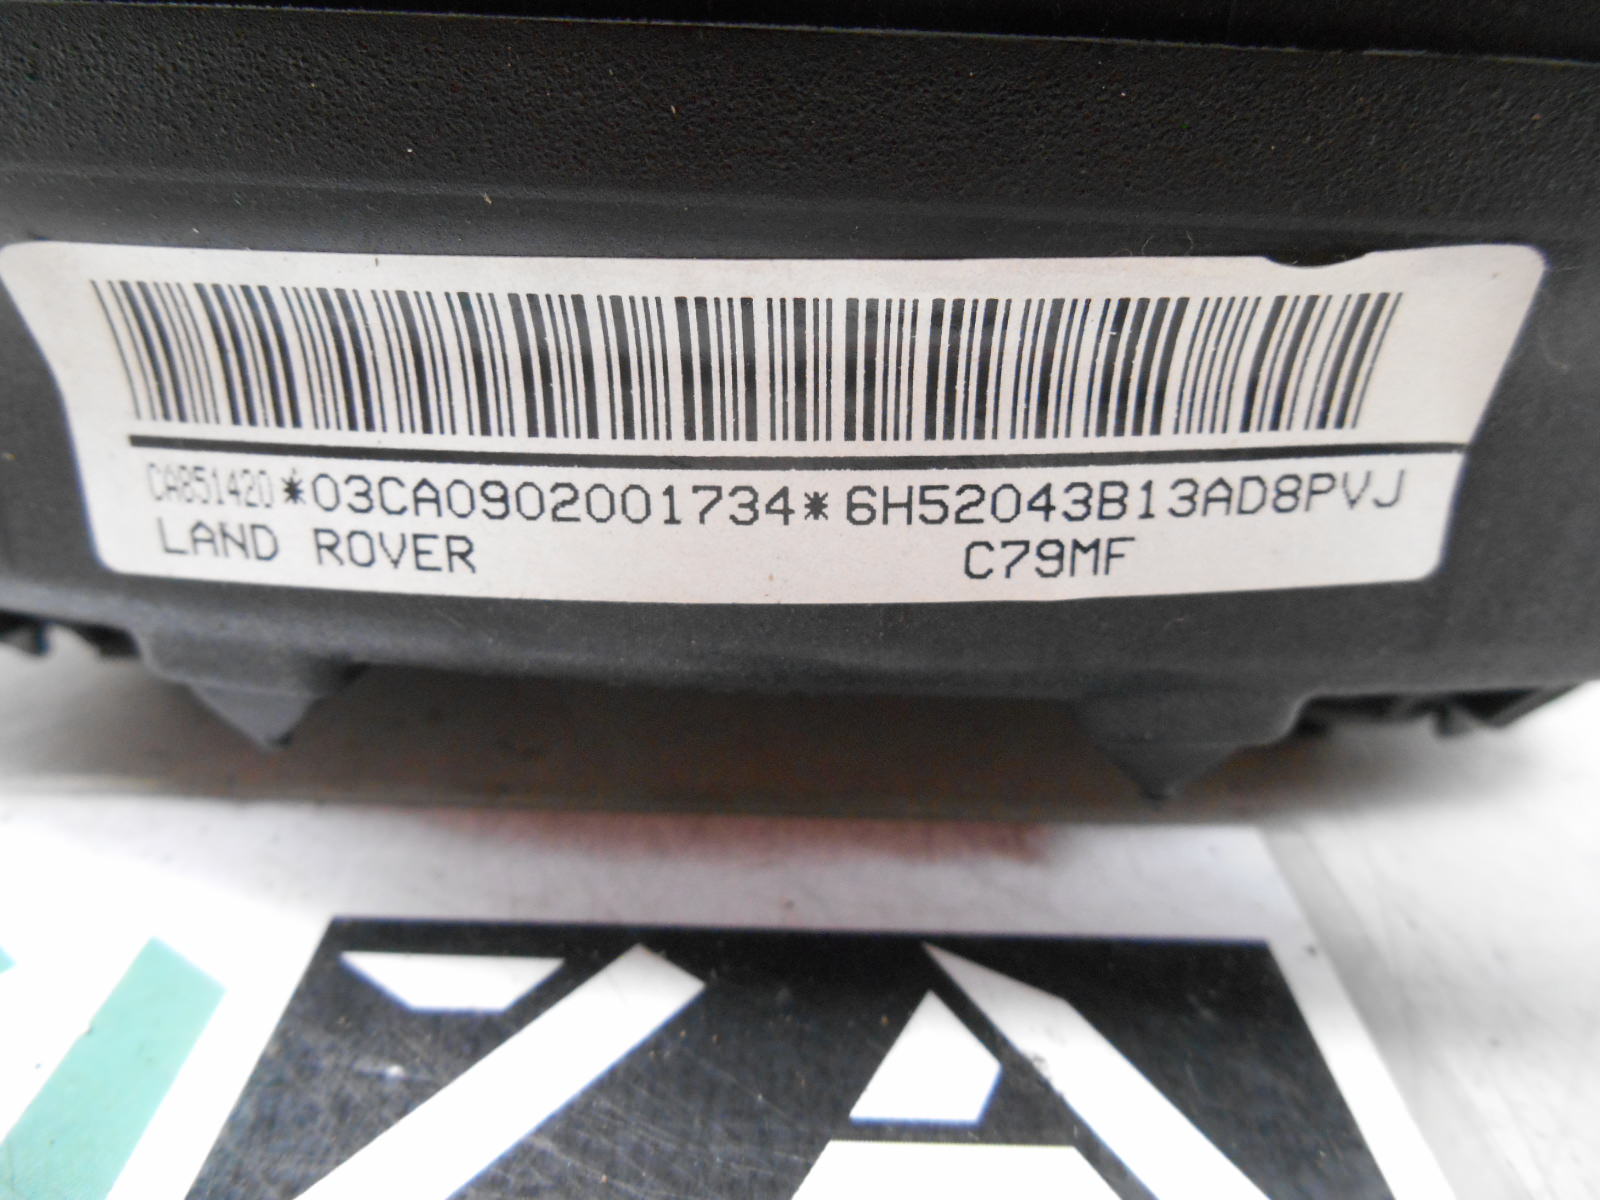 CA851420*03CA0902001734*6H52043B13AD8PVJ
LAND ROVER C79MF